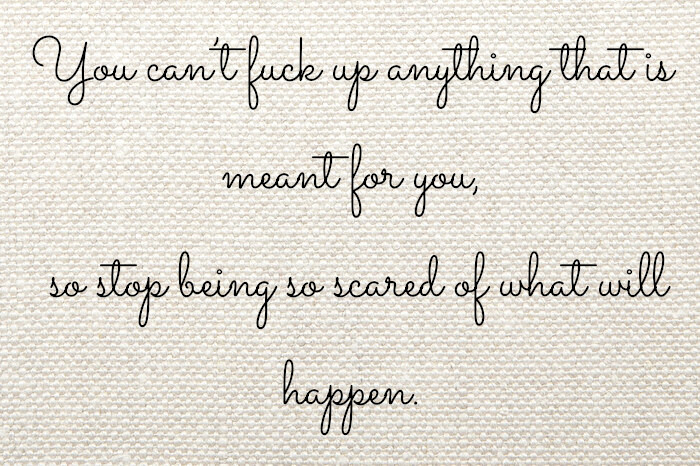 You can't fuck up anything that is
meant for you,
so stop being so scared of what will
happen.